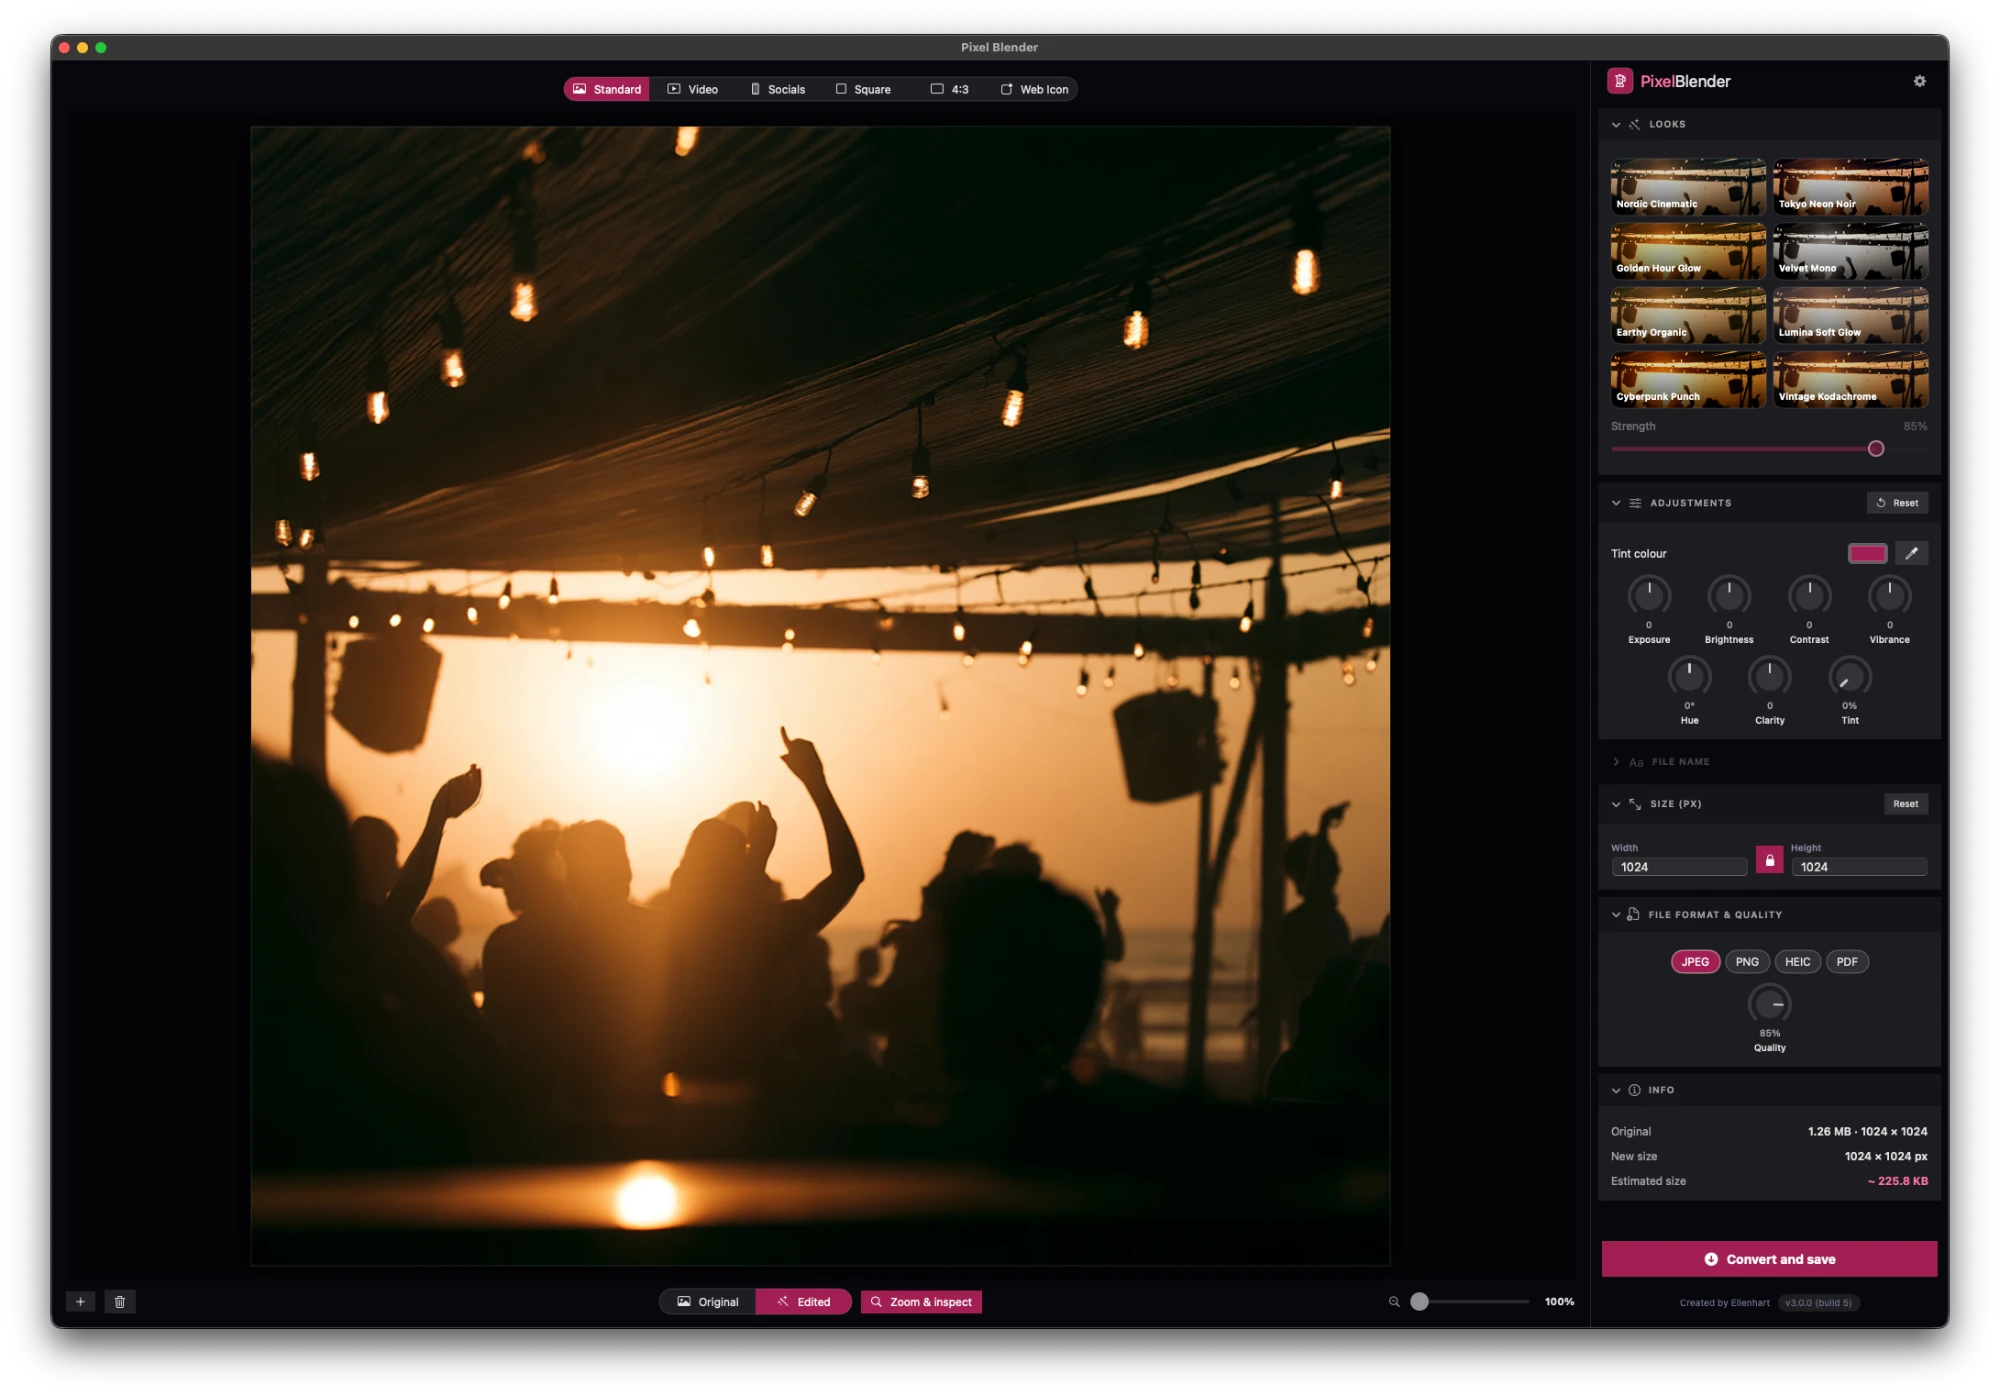 Pixel Blender
Standard Video Socials Square 4:3 Web Icon
PixelBlender
LOOKS
Nordic Cinematic Tokyo Neon Noir
Golden Hour Glow Velvet Mono
Earthy Organic Lumina Soft Glow
Cyberpunk Punch Vintage Kodachrome
Strength 85%
ADJUSTMENTS Reset
Tint colour
0 0 0 0
Exposure Brightness Contrast Vibrance
0° 0 0%
Hue Clarity Tint
Aa FILE NAME
SIZE (PX) Reset
Width Height
1024 1024
FILE FORMAT & QUALITY
JPEG PNG HEIC PDF
85%
Quality
INFO
Original 1.26 MB · 1024 × 1024
New size 1024 × 1024 px
Estimated size ~ 225.8 KB
Convert and save
Original Edited Zoom & inspect 100%
Created by Ellenhart v3.0.0 (build 5)